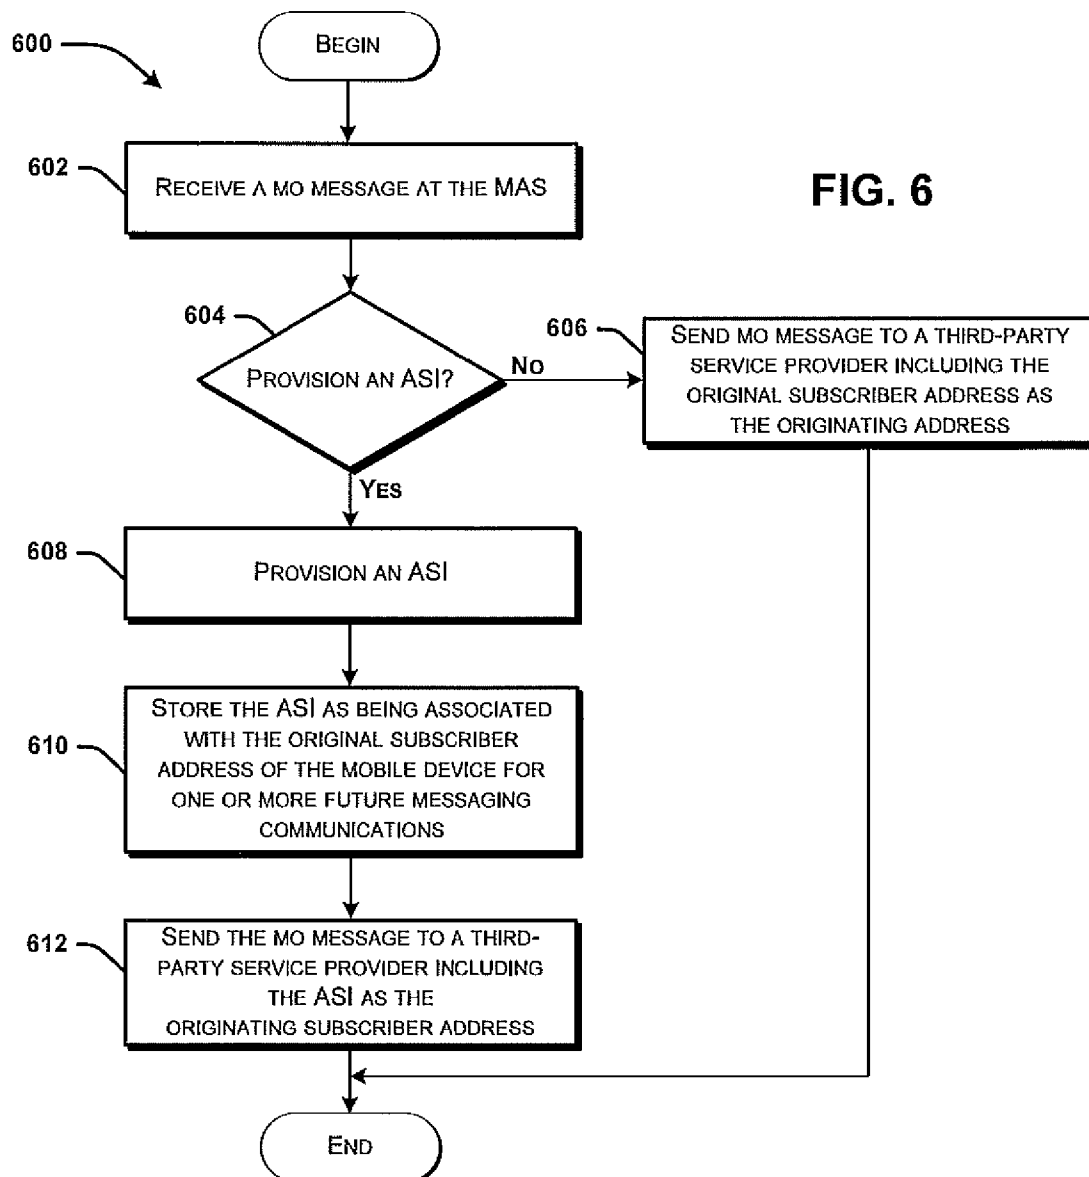 600
BEGIN
602
RECEIVE A MO MESSAGE AT THE MAS
FIG. 6
604
PROVISION AN ASI?
NO
606
SEND MO MESSAGE TO A THIRD-PARTY
SERVICE PROVIDER INCLUDING THE
ORIGINAL SUBSCRIBER ADDRESS AS
THE ORIGINATING ADDRESS
YES
608
PROVISION AN ASI
610
STORE THE ASI AS BEING ASSOCIATED
WITH THE ORIGINAL SUBSCRIBER
ADDRESS OF THE MOBILE DEVICE FOR
ONE OR MORE FUTURE MESSAGING
COMMUNICATIONS
612
SEND THE MO MESSAGE TO A THIRD-
PARTY SERVICE PROVIDER INCLUDING
THE ASI AS THE
ORIGINATING SUBSCRIBER ADDRESS
END